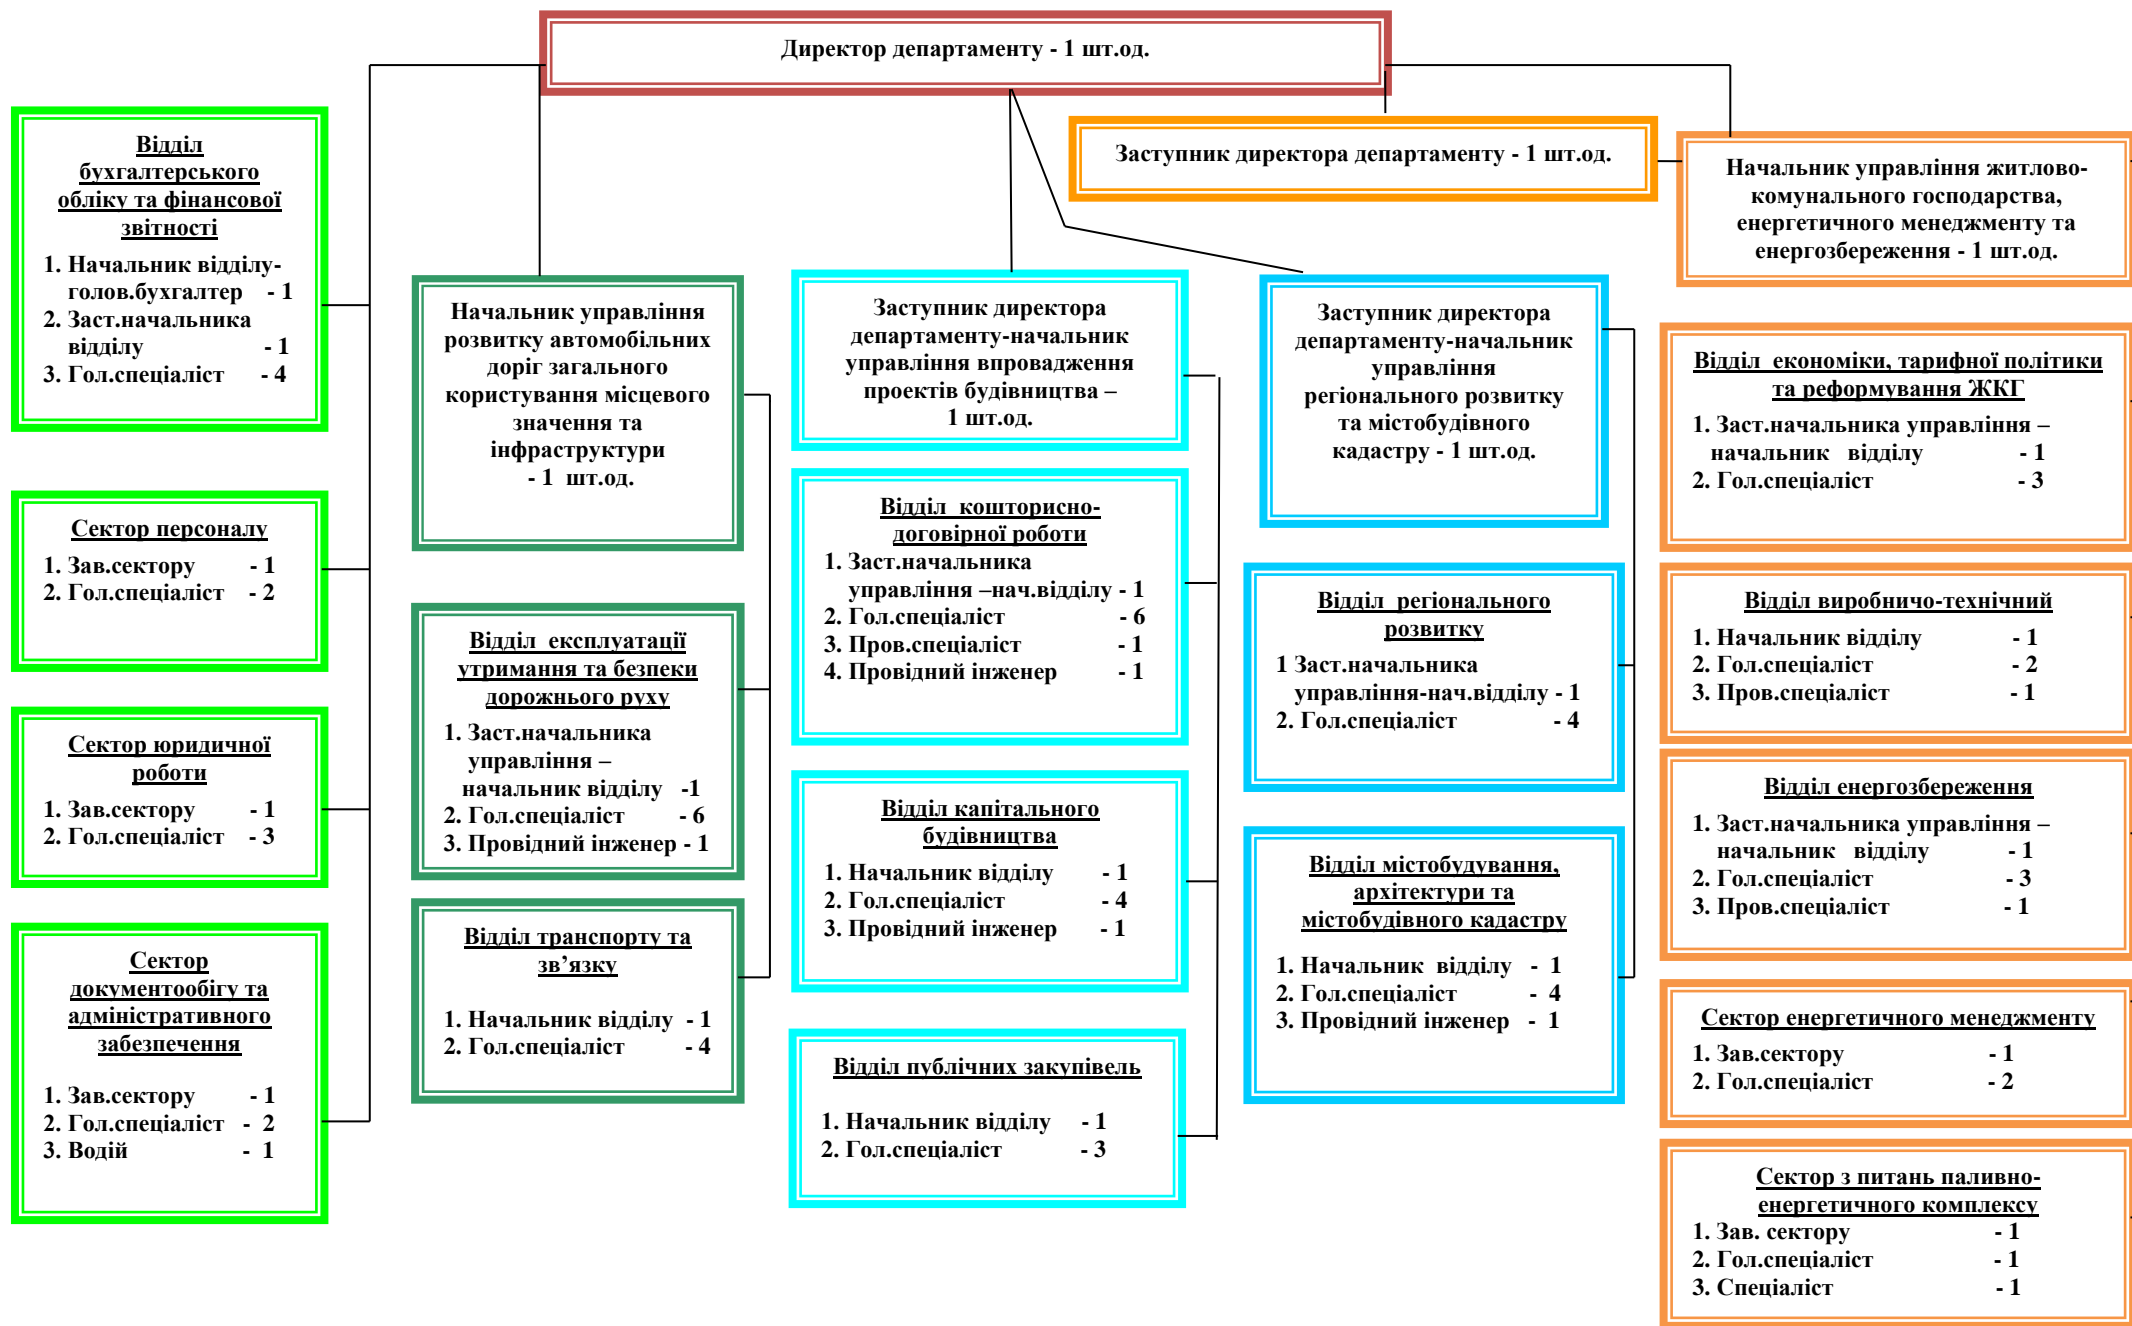 Директор департаменту - 1 шт.од.
Заступник директора департаменту - 1 шт.од.
Начальник управління житлово-
комунального господарства,
енергетичного менеджменту та
енергозбереження - 1 шт.од.
Відділ
бухгалтерського
обліку та фінансової
звітності
1. Начальник відділу-
голов.бухгалтер - 1
2. Заст.начальника
відділу - 1
3. Гол.спеціаліст - 4
Сектор персалу
1. Зав.сектору - 1
2. Гол.спеціаліст - 2
Сектор юридичної
роботи
1. Зав.сектору - 1
2. Гол.спеціаліст - 3
Сектор
документообігу та
адміністративного
забезпечення
1. Зав.сектору - 1
2. Гол.спеціаліст - 2
3. Водій - 1
Начальник управління
розвитку автомобільних
доріг загального
користування місцевого
значення та
інфраструктури
- 1 шт.од.
Відділ експлуатації
утримання та безпеки
дорожнього руху
1. Заст.начальника
управління –
начальник відділу -1
2. Гол.спеціаліст - 6
3. Провідний інженер - 1
Відділ транспорту та
зв’язку
1. Начальник відділу - 1
2. Гол.спеціаліст - 4
Заступник директора
департаменту-начальник
управління впровадження
проектів будівництва –
1 шт.од.
Відділ кошторисно-
договірної роботи
1. Заст.начальника
управління –нач.відділу - 1
2. Гол.спеціаліст - 6
3. Пров.спеціаліст - 1
4. Провідний інженер - 1
Відділ капітального
будівництва
1. Начальник відділу - 1
2. Гол.спеціаліст - 4
3. Провідний інженер - 1
Відділ публічних закупівель
1. Начальник відділу - 1
2. Гол.спеціаліст - 3
Заступник директора
департаменту-начальник
управління
регіонального розвитку
та містобудівного
кадастру - 1 шт.од.
Відділ регіонального
розвитку
1 Заст.начальника
управління-нач.відділу - 1
2. Гол.спеціаліст - 4
Відділ містобудування,
архітектури та
містобудівного кадастру
1. Начальник відділу - 1
2. Гол.спеціаліст - 4
3. Провідний інженер - 1
Відділ економіки, тарифної політики
та реформування ЖКГ
1. Заст.начальника управління –
начальник відділу - 1
2. Гол.спеціаліст - 3
Відділ виробничо-технічний
1. Начальник відділу - 1
2. Гол.спеціаліст - 2
3. Пров.спеціаліст - 1
Відділ енергозбереження
1. Заст.начальника управління –
начальник відділу - 1
2. Гол.спеціаліст - 3
3. Пров.спеціаліст - 1
Сектор енергетичного менеджменту
1. Зав.сектору - 1
2. Гол.спеціаліст - 2
Сектор з питань паливно-
енергетичного комплексу
1. Зав. сектору - 1
2. Гол.спеціаліст - 1
3. Спеціаліст - 1